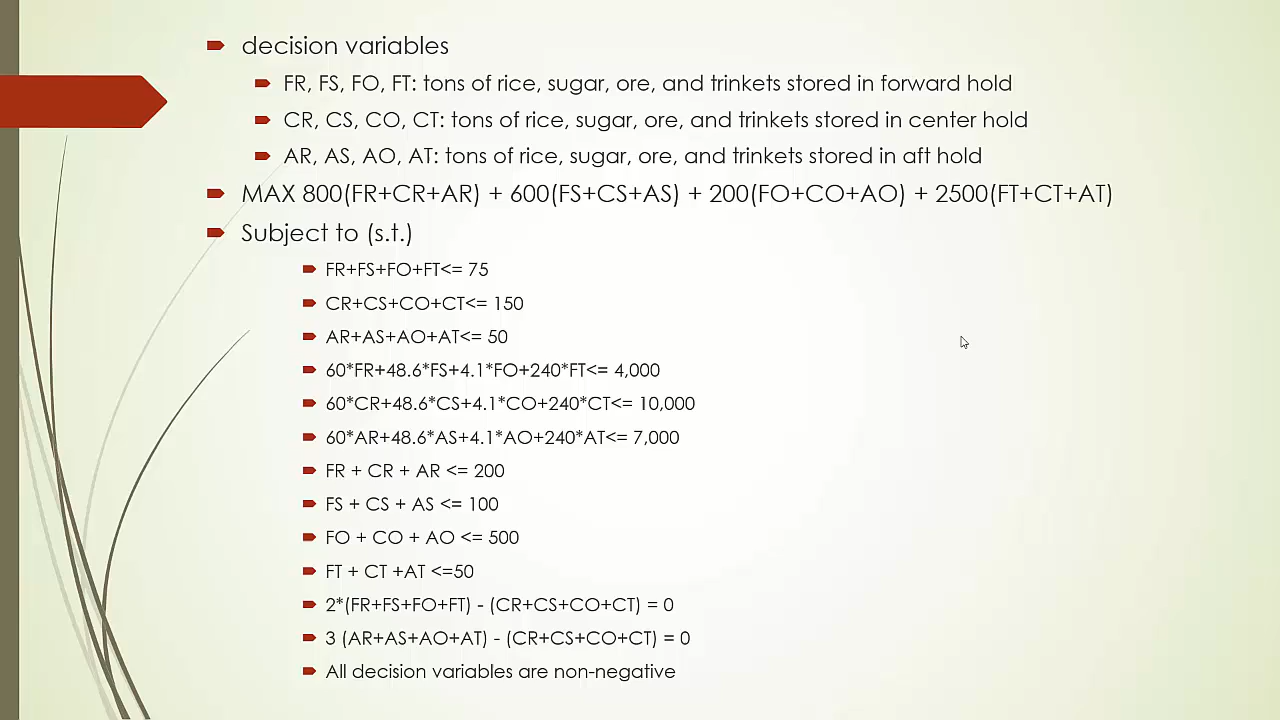 decision variables
FR, FS, FO, FT: tons of rice, sugar, ore, and trinkets stored in forward hold
CR, CS, CO, CT: tons of rice, sugar, ore, and trinkets stored in center hold
AR, AS, AO, AT: tons of rice, sugar, ore, and trinkets stored in aft hold
MAX 800(FR+CR+AR) + 600(FS+CS+AS) + 200(FO+CO+AO) + 2500(FT+CT+AT)
Subject to (s.t.)
FR+FS+FO+FT<= 75
CR+CS+CO+CT<= 150
AR+AS+AO+AT<= 50
60*FR+48.6*FS+4.1*FO+240*FT<= 4,000
60*CR+48.6*CS+4.1*CO+240*CT<= 10,000
60*AR+48.6*AS+4.1*AO+240*AT<= 7,000
FR + CR + AR <= 200
FS + CS + AS <= 100
FO + CO + AO <= 500
FT + CT +AT <=50
2*(FR+FS+FO+FT) - (CR+CS+CO+CT) = 0
3 (AR+AS+AO+AT) - (CR+CS+CO+CT) = 0
All decision variables are non-negative